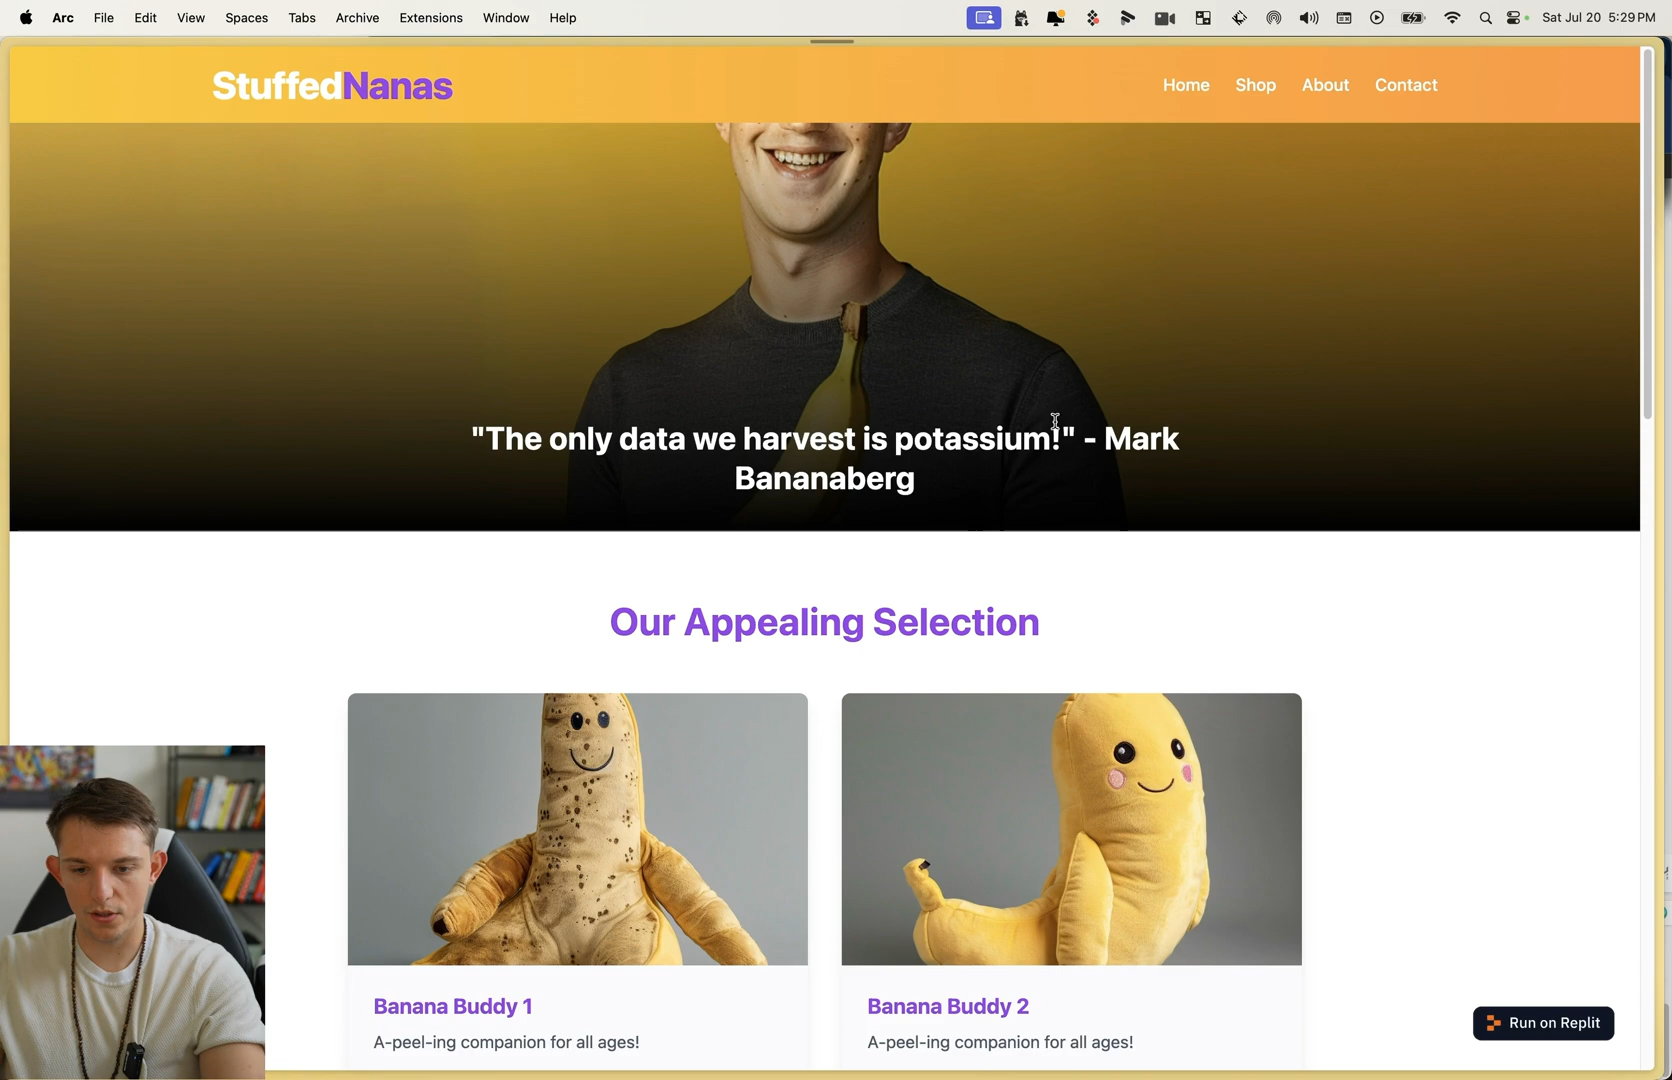 Arc File Edit View Spaces Tabs Archive Extensions Window Help Sat Jul 20 5:29 PM
StuffedNanas Home Shop About Contact
"The only data we harvest is potassium!" - Mark
Bananaberg
Our Appealing Selection
Banana Buddy 1
A-peel-ing companion for all ages!
Banana Buddy 2
A-peel-ing companion for all ages!
Run on Replit